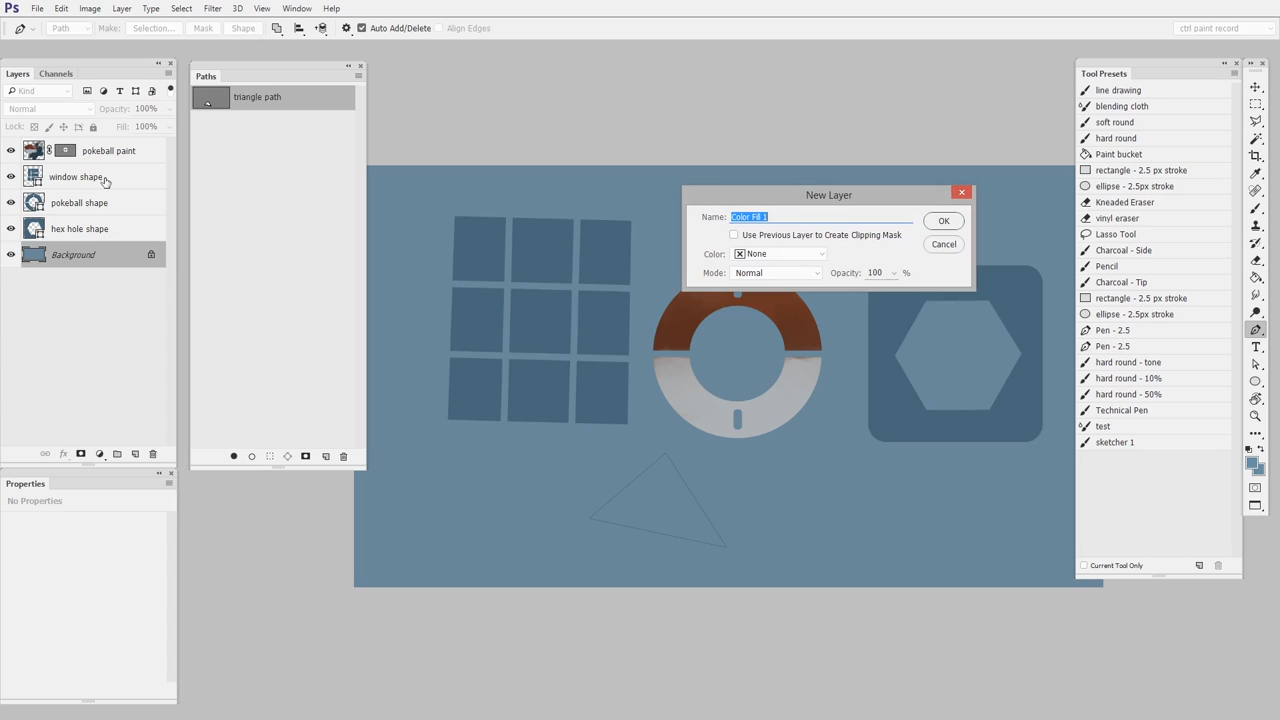 Ps File Edit Image Layer Type Select Filter 3D View Window Help
Path Make: Selection... Mask Shape Auto Add/Delete Align Edges ctrl paint record
Layers Channels
Kind
Normal Opacity: 100%
Lock: Fill: 100%
pokeball paint
window shape
pokeball shape
hex hole shape
Background
Properties
No Properties
Paths
triangle path
New Layer
Name: Color Fill 1 OK
Use Previous Layer to Create Clipping Mask
Cancel
Color: None
Mode: Normal Opacity: 100 %
Tool Presets
line drawing
blending cloth
soft round
hard round
Paint bucket
rectangle - 2.5 px stroke
ellipse - 2.5px stroke
Kneaded Eraser
vinyl eraser
Lasso Tool
Charcoal - Side
Pencil
Charcoal - Tip
rectangle - 2.5 px stroke
ellipse - 2.5px stroke
Pen - 2.5
Pen - 2.5
hard round - tone
hard round - 10%
hard round - 50%
Technical Pen
test
sketcher 1
Current Tool Only